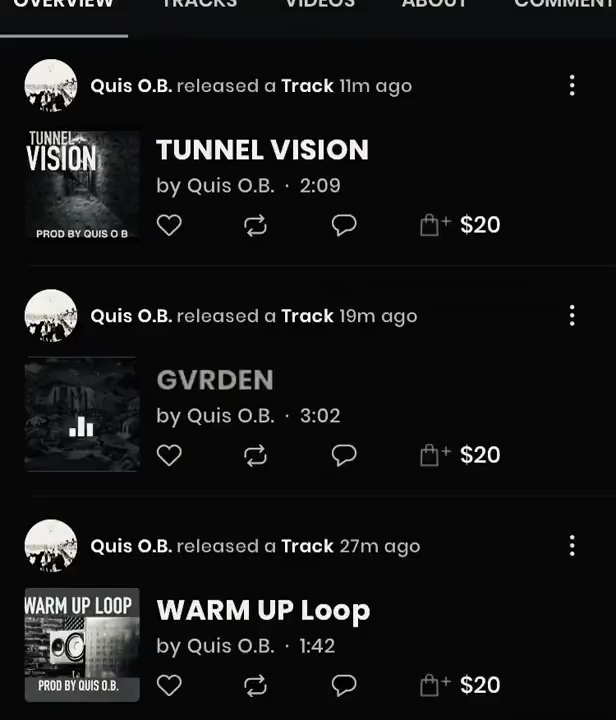 OVERVIEW TRACKS VIDEOS ABOUT COMMENT
Quis O.B. released a Track 11m ago
TUNNEL
VISION
PROD BY QUIS O B
TUNNEL VISION
by Quis O.B. · 2:09
$20
Quis O.B. released a Track 19m ago
GVRDEN
by Quis O.B. · 3:02
$20
Quis O.B. released a Track 27m ago
WARM UP LOOP
PROD BY QUIS O.B.
WARM UP Loop
by Quis O.B. · 1:42
$20